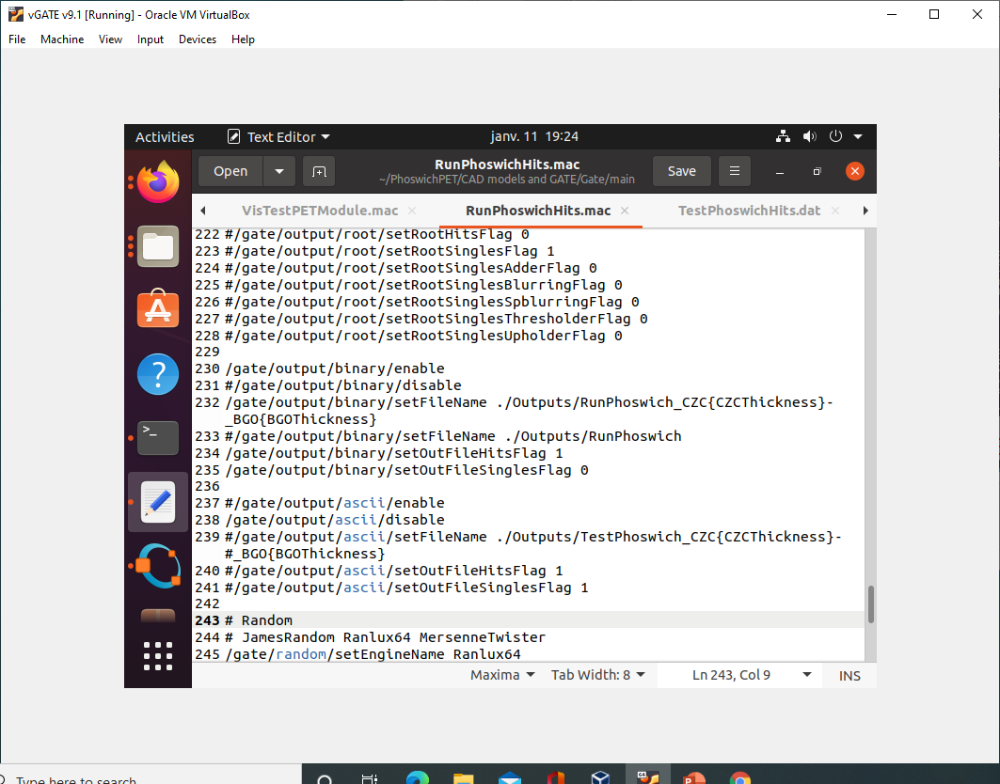 vGATE v9.1 [Running] - Oracle VM VirtualBox
File Machine View Input Devices Help
Activities Text Editor janv. 11 19:24
Open RunPhoswichHits.mac Save
~/PhoswichPET/CAD models and GATE/Gate/main
VisTestPETModule.mac RunPhoswichHits.mac TestPhoswichHits.dat
222 #/gate/output/root/setRootHitsFlag 0
223 #/gate/output/root/setRootSinglesFlag 1
224 #/gate/output/root/setRootSinglesAdderFlag 0
225 #/gate/output/root/setRootSinglesBlurringFlag 0
226 #/gate/output/root/setRootSinglesSpblurringFlag 0
227 #/gate/output/root/setRootSinglesThresholderFlag 0
228 #/gate/output/root/setRootSinglesUpholderFlag 0
229
230 /gate/output/binary/enable
231 #/gate/output/binary/disable
232 /gate/output/binary/setFileName ./Outputs/RunPhoswich_CZC{CZCThickness}-
_BGO{BGOThickness}
233 #/gate/output/binary/setFileName ./Outputs/RunPhoswich
234 /gate/output/binary/setOutFileHitsFlag 1
235 /gate/output/binary/setOutFileSinglesFlag 0
236
237 #/gate/output/ascii/enable
238 /gate/output/ascii/disable
239 #/gate/output/ascii/setFileName ./Outputs/TestPhoswich_CZC{CZCThickness}-
#_BGO{BGOThickness}
240 #/gate/output/ascii/setOutFileHitsFlag 1
241 #/gate/output/ascii/setOutFileSinglesFlag 1
242
243 # Random
244 # JamesRandom Ranlux64 MersenneTwister
245 /gate/random/setEngineName Ranlux64
Maxima Tab Width: 8 Ln 243, Col 9 INS
Type here to search